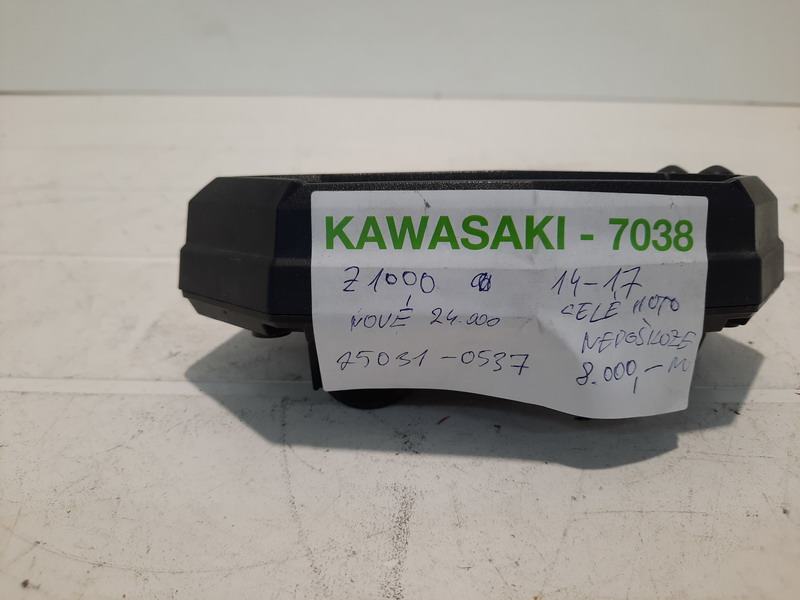 KAWASAKI - 7038
Z1000
14-17
NOVÉ 24.000
CELÉ MOTO
25031-0537
NEPOŠKOZE
8.000,-